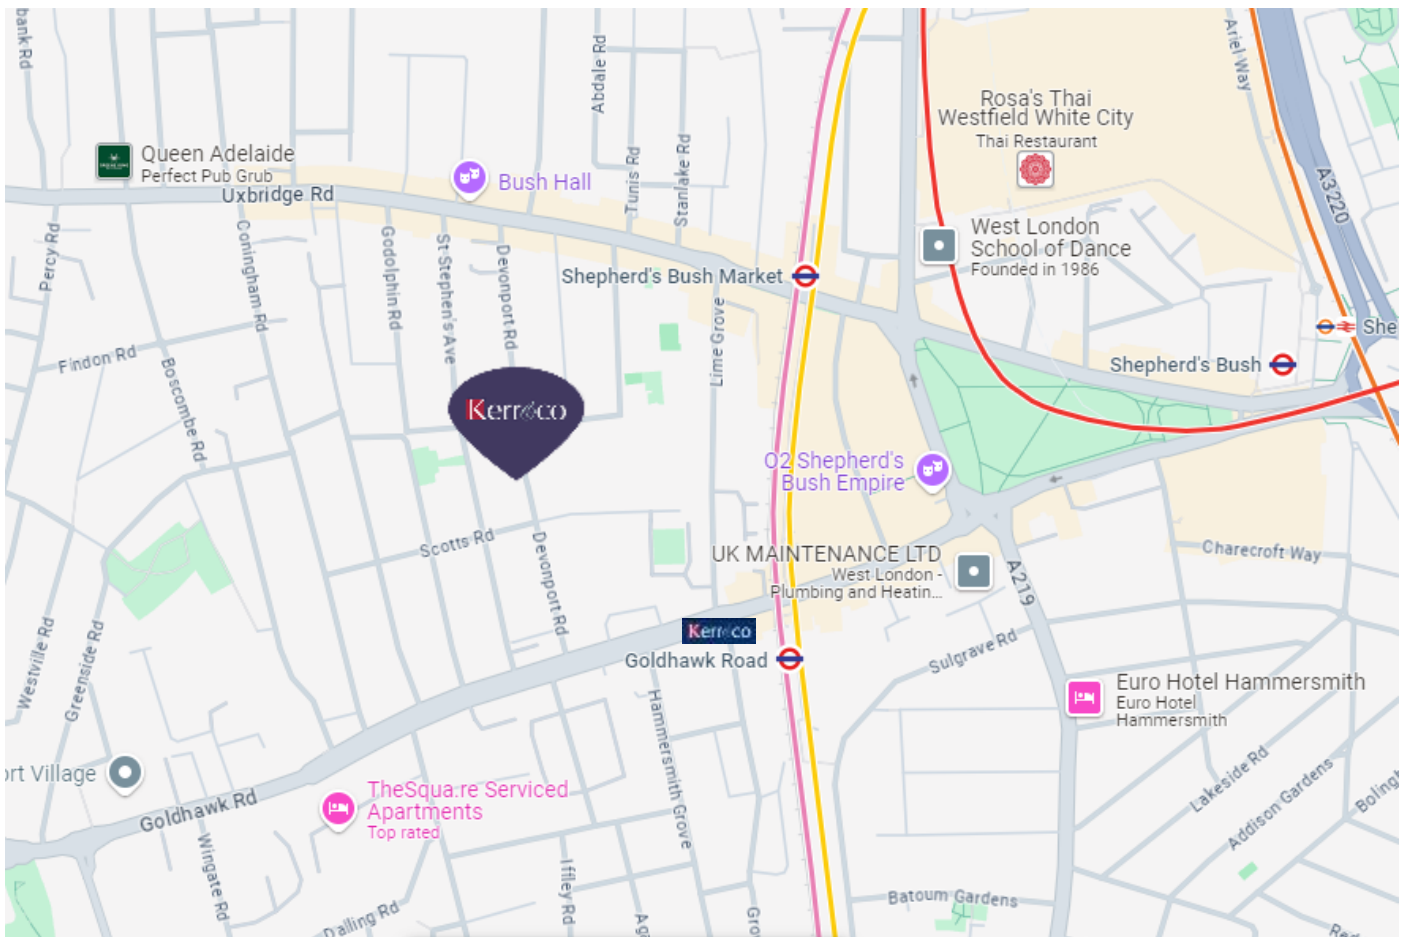 bank Rd
Abdale Rd
Ariel Way
Rosa's Thai
Westfield White City
Thai Restaurant
Queen Adelaide
Perfect Pub Grub
Uxbridge Rd
Bush Hall
Tunis Rd
Stanlake Rd
A3220
West London
School of Dance
Founded in 1986
Percy Rd
Coningham Rd
Godolphin Rd
St Stephen's Ave
Devonport Rd
Shepherd's Bush Market
Lime Grove
She
Shepherd's Bush
Findon Rd
Boscombe Rd
Kerr&co
O2 Shepherd's
Bush Empire
Scotts Rd
Devonport Rd
UK MAINTENANCE LTD
West London -
Plumbing and Heatin...
A219
Charecroft Way
Kerr&co
Goldhawk Road
Sulgrave Rd
Westville Rd
Greenside Rd
Hammersmith Grove
Euro Hotel Hammersmith
Euro Hotel
Hammersmith
ort Village
TheSqua.re Serviced
Apartments
Top rated
Goldhawk Rd
Wingate Rd
Lakeside Rd
Addison Gardens
Boling
Iffley Rd
Dalling Rd
Aga
Gro
Batoum Gardens
Red